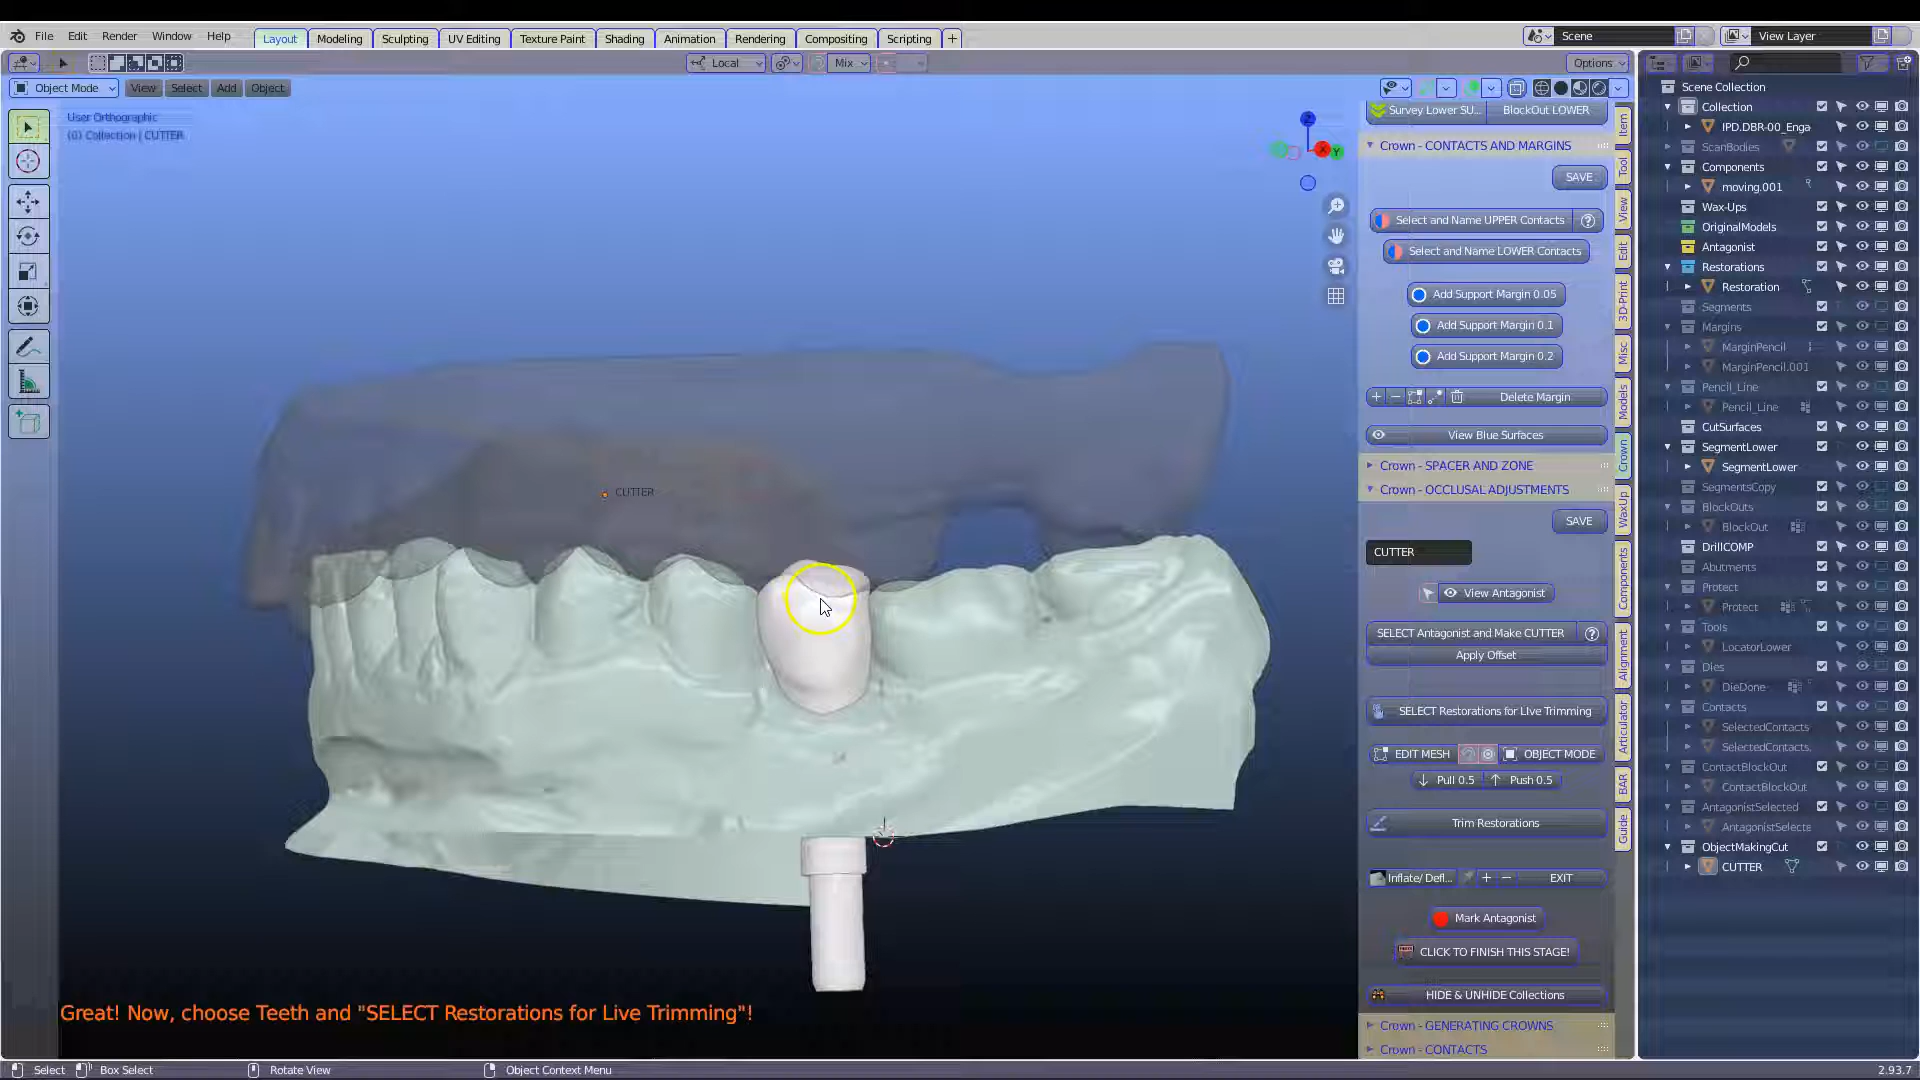 File Edit Render Window Help
Layout Modeling Sculpting UV Editing Texture Paint Shading Animation Rendering Compositing Scripting +
Scene View Layer
Local Mix Options
Object Mode View Select Add Object
User Orthographic
(0) Collection | CUTTER
Z
X
Y
CUTTER
Great! Now, choose Teeth and "SELECT Restorations for Live Trimming"!
Survey Lower SU... BlockOut LOWER
Crown - CONTACTS AND MARGINS
SAVE
Select and Name UPPER Contacts
Select and Name LOWER Contacts
Add Support Margin 0.05
Add Support Margin 0.1
Add Support Margin 0.2
Delete Margin
View Blue Surfaces
Crown - SPACER AND ZONE
Crown - OCCLUSAL ADJUSTMENTS
SAVE
CUTTER
View Antagonist
SELECT Antagonist and Make CUTTER
Apply Offset
SELECT Restorations for LIve Trimming
EDIT MESH OBJECT MODE
Pull 0.5 Push 0.5
Trim Restorations
Inflate/ Defl... EXIT
Mark Antagonist
CLICK TO FINISH THIS STAGE!
HIDE & UNHIDE Collections
Crown - GENERATING CROWNS
Crown - CONTACTS
Item
Tool
View
Edit
3D-Print
Misc
Models
Crown
WaxUp
Components
Alignment
Articulator
BAR
Guide
Scene Collection
Collection
IPD.DBR-00_Enga
ScanBodies
Components
moving.001
Wax-Ups
OriginalModels
Antagonist
Restorations
Restoration
Segments
Margins
MarginPencil
MarginPencil.001
Pencil_Line
Pencil_Line
CutSurfaces
SegmentLower
SegmentLower
SegmentsCopy
BlockOuts
BlockOut
DrillCOMP
Abutments
Protect
Protect
Tools
LocatorLower
Dies
DieDone
Contacts
SelectedContacts
SelectedContacts.
ContactBlockOut
ContactBlockOut
AntagonistSelected
AntagonistSelecte
ObjectMakingCut
CUTTER
Select Box Select Rotate View Object Context Menu 2.93.7